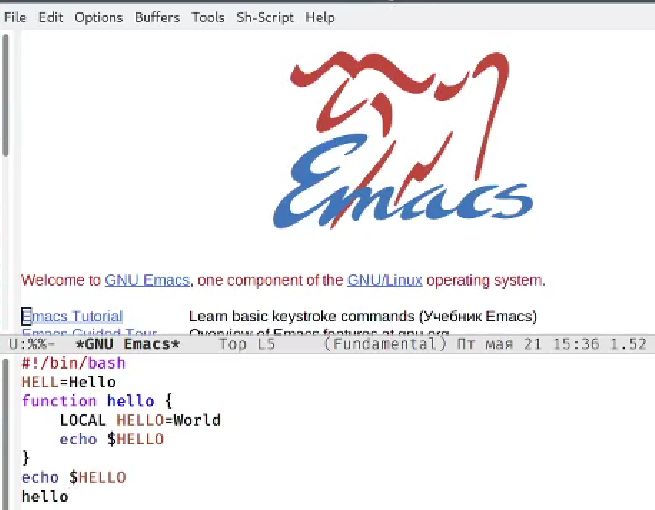 File Edit Options Buffers Tools Sh-Script Help
Emacs
Welcome to GNU Emacs, one component of the GNU/Linux operating system.
Emacs Tutorial Learn basic keystroke commands (Учебник Emacs)
Emacs Guided Tour Overview of Emacs features at gnu.org
U:%%- *GNU Emacs* Top L5 (Fundamental) Пт мая 21 15:36 1.52
#!/bin/bash
HELL=Hello
function hello {
    LOCAL HELLO=World
    echo $HELLO
}
echo $HELLO
hello